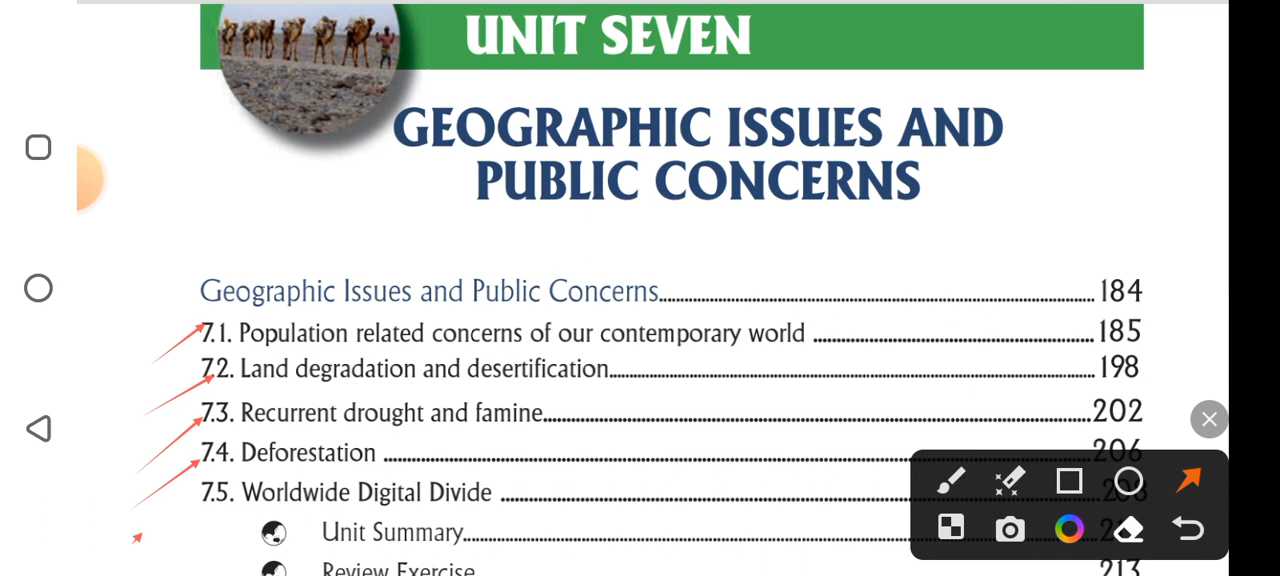 UNIT SEVEN
GEOGRAPHIC ISSUES AND
PUBLIC CONCERNS
Geographic Issues and Public Concerns 184
7.1. Population related concerns of our contemporary world 185
7.2. Land degradation and desertification 198
7.3. Recurrent drought and famine 202
7.4. Deforestation 206
7.5. Worldwide Digital Divide
Unit Summary
Review Exercise 213